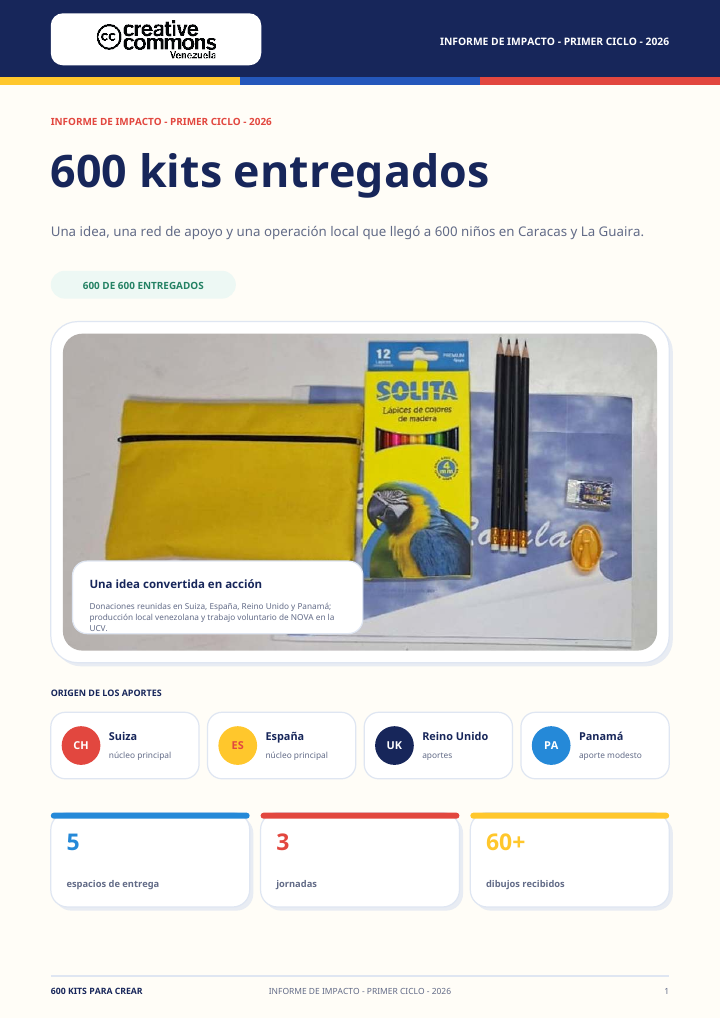 creative
commons
Venezuela
INFORME DE IMPACTO - PRIMER CICLO - 2026
INFORME DE IMPACTO - PRIMER CICLO - 2026
600 kits entregados
Una idea, una red de apoyo y una operación local que llegó a 600 niños en Caracas y La Guaira.
600 DE 600 ENTREGADOS
12
SOLITA
Lápices de colores
de madera
4
mm
Una idea convertida en acción
Donaciones reunidas en Suiza, España, Reino Unido y Panamá;
producción local venezolana y trabajo voluntario de NOVA en la
UCV.
ORIGEN DE LOS APORTES
CH
Suiza
núcleo principal
ES
España
núcleo principal
UK
Reino Unido
aportes
PA
Panamá
aporte modesto
5
espacios de entrega
3
jornadas
60+
dibujos recibidos
600 KITS PARA CREAR
INFORME DE IMPACTO - PRIMER CICLO - 2026
1